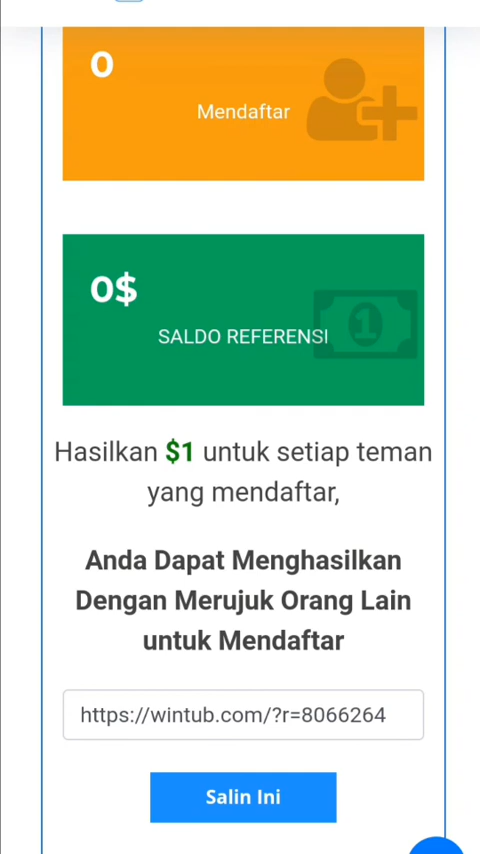 0
Mendaftar
0$
1
SALDO REFERENSI
Hasilkan $1 untuk setiap teman
yang mendaftar,
Anda Dapat Menghasilkan
Dengan Merujuk Orang Lain
untuk Mendaftar
https://wintub.com/?r=8066264
Salin Ini